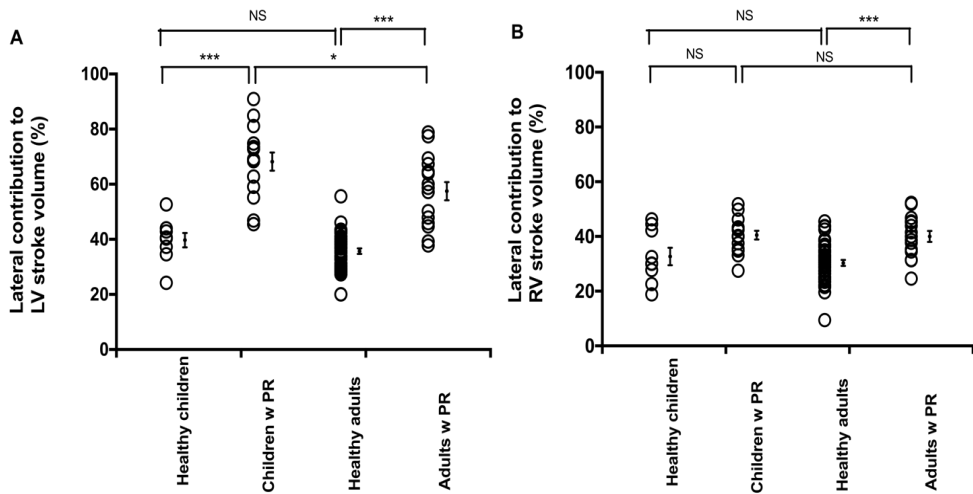 A
NS
***
***
*
Lateral contribution to
LV stroke volume (%)
100
80
60
40
20
0
Healthy children
Children w PR
Healthy adults
Adults w PR
B
NS
***
NS
NS
Lateral contribution to
RV stroke volume (%)
100
80
60
40
20
0
Healthy children
Children w PR
Healthy adults
Adults w PR